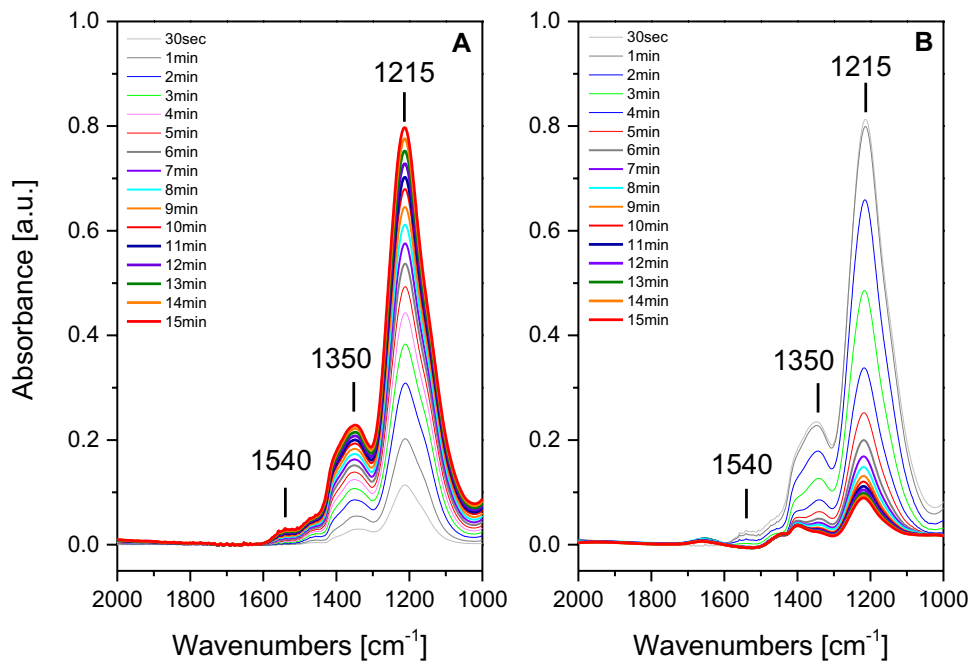 A
1.0
0.8
0.6
0.4
0.2
0.0
Absorbance [a.u.]
30sec
1min
2min
3min
4min
5min
6min
7min
8min
9min
10min
11min
12min
13min
14min
15min
1215
1350
1540
2000 1800 1600 1400 1200 1000
Wavenumbers [cm⁻¹]
B
1.0
0.8
0.6
0.4
0.2
0.0
30sec
1min
2min
3min
4min
5min
6min
7min
8min
9min
10min
11min
12min
13min
14min
15min
1215
1350
1540
2000 1800 1600 1400 1200 1000
Wavenumbers [cm⁻¹]